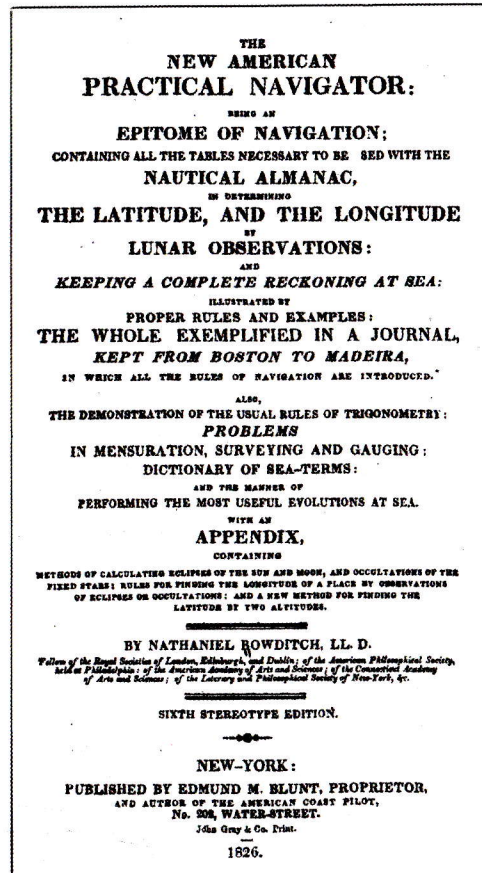 THE
NEW AMERICAN
PRACTICAL NAVIGATOR:
BEING AN
EPITOME OF NAVIGATION;
CONTAINING ALL THE TABLES NECESSARY TO BE SED WITH THE
NAUTICAL ALMANAC,
IN DETERMINING
THE LATITUDE, AND THE LONGITUDE
BY
LUNAR OBSERVATIONS:
AND
KEEPING A COMPLETE RECKONING AT SEA:
ILLUSTRATED BY
PROPER RULES AND EXAMPLES:
THE WHOLE EXEMPLIFIED IN A JOURNAL,
KEPT FROM BOSTON TO MADEIRA,
IN WHICH ALL THE RULES OF NAVIGATION ARE INTRODUCED.
ALSO,
THE DEMONSTRATION OF THE USUAL RULES OF TRIGONOMETRY:
PROBLEMS
IN MENSURATION, SURVEYING AND GAUGING:
DICTIONARY OF SEA-TERMS:
AND THE MANNER OF
PERFORMING THE MOST USEFUL EVOLUTIONS AT SEA.
WITH AN
APPENDIX,
CONTAINING
METHODS OF CALCULATING ECLIPSES OF THE SUN AND MOON, AND OCCULTATIONS OF THE
FIXED STARS: RULES FOR FINDING THE LONGITUDE OF A PLACE BY OBSERVATIONS
OF ECLIPSES OR OCCULTATIONS: AND A NEW METHOD FOR FINDING THE
LATITUDE BY TWO ALTITUDES.
BY NATHANIEL BOWDITCH, LL. D.
Fellow of the Royal Societies of London, Edinburgh, and Dublin; of the American Philosophical Society,
held at Philadelphia: of the American Academy of Arts and Sciences; of the Connecticut Academy
of Arts and Sciences; of the Literary and Philosophical Society of New-York, &c.
SIXTH STEREOTYPE EDITION.
NEW-YORK:
PUBLISHED BY EDMUND M. BLUNT, PROPRIETOR,
AND AUTHOR OF THE AMERICAN COAST PILOT,
No. 202, WATER-STREET.
John Gray & Co. Print.
1826.